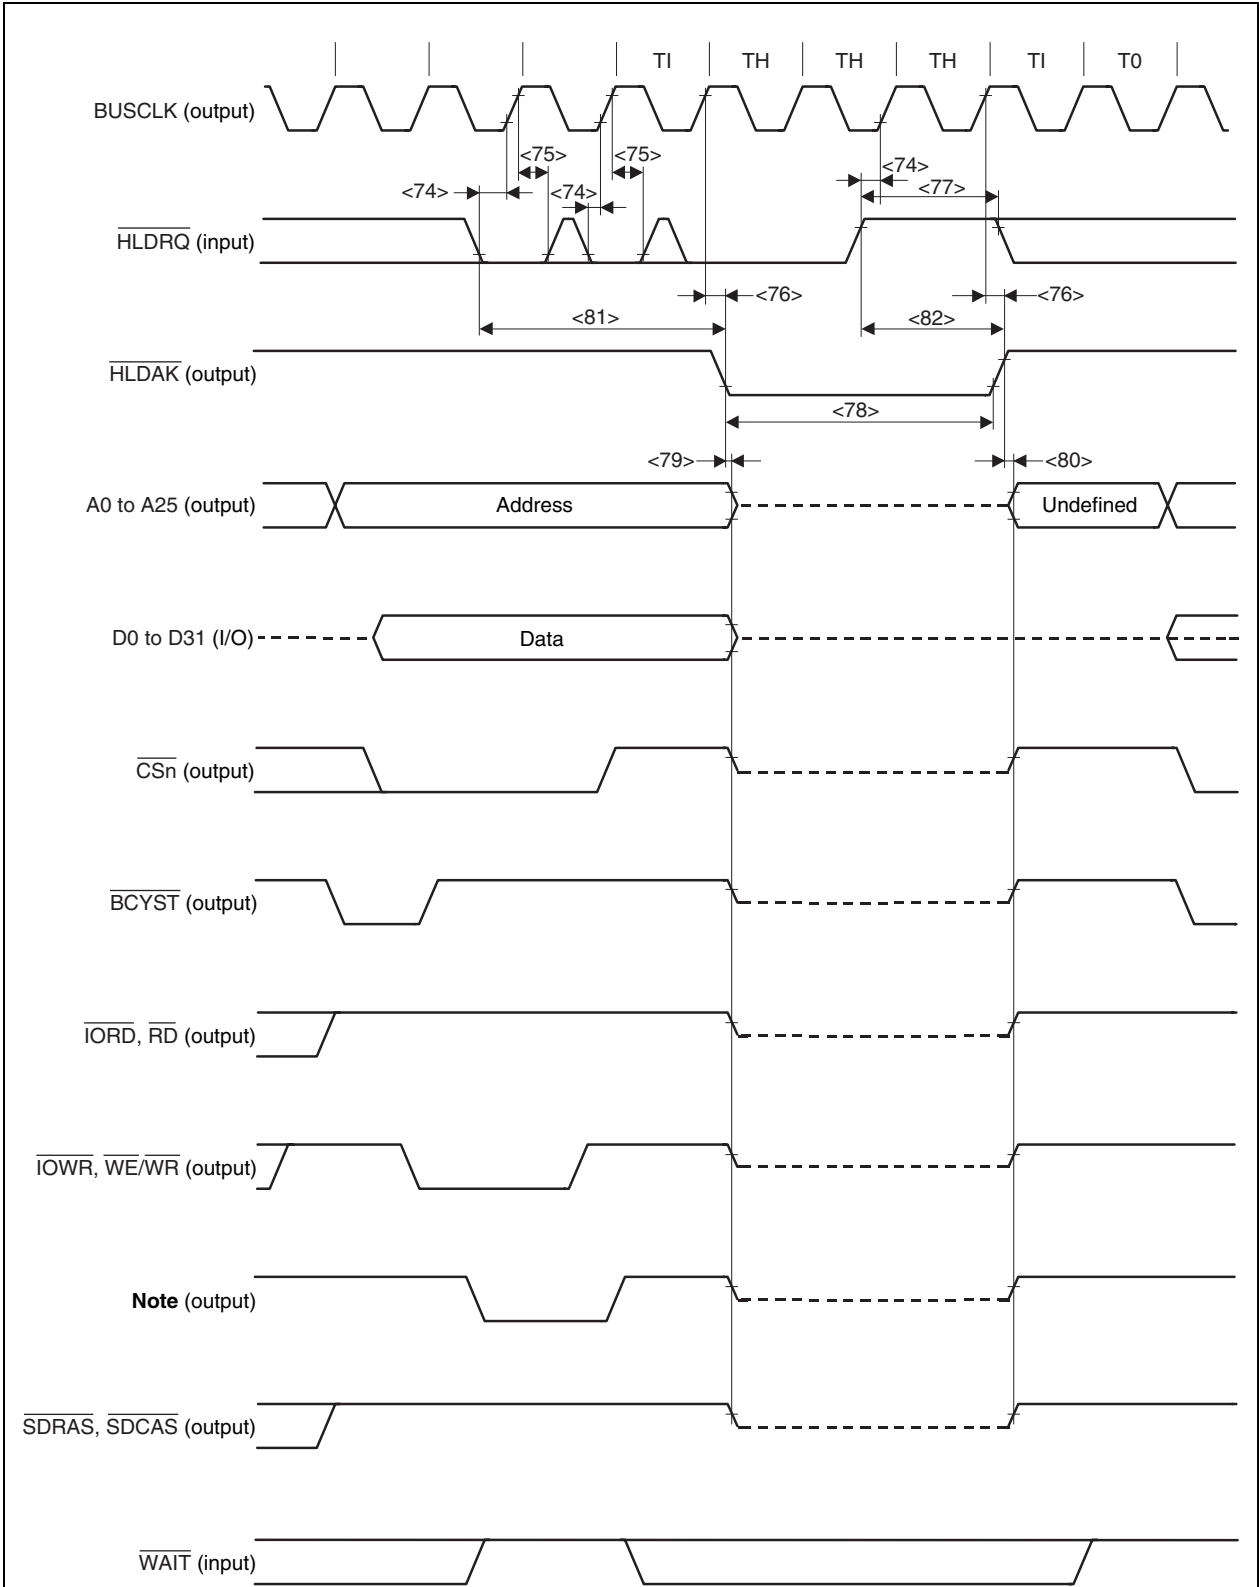 TI TH TH TH TI T0
BUSCLK (output)
<75> <75>
<74> <74> <74>
<77>
HLDRQ (input)
<76> <76>
<81> <82>
HLDAK (output)
<78>
<79> <80>
A0 to A25 (output) Address Undefined
D0 to D31 (I/O) Data
CSn (output)
BCYST (output)
IORD, RD (output)
IOWR, WE/WR (output)
Note (output)
SDRAS, SDCAS (output)
WAIT (input)